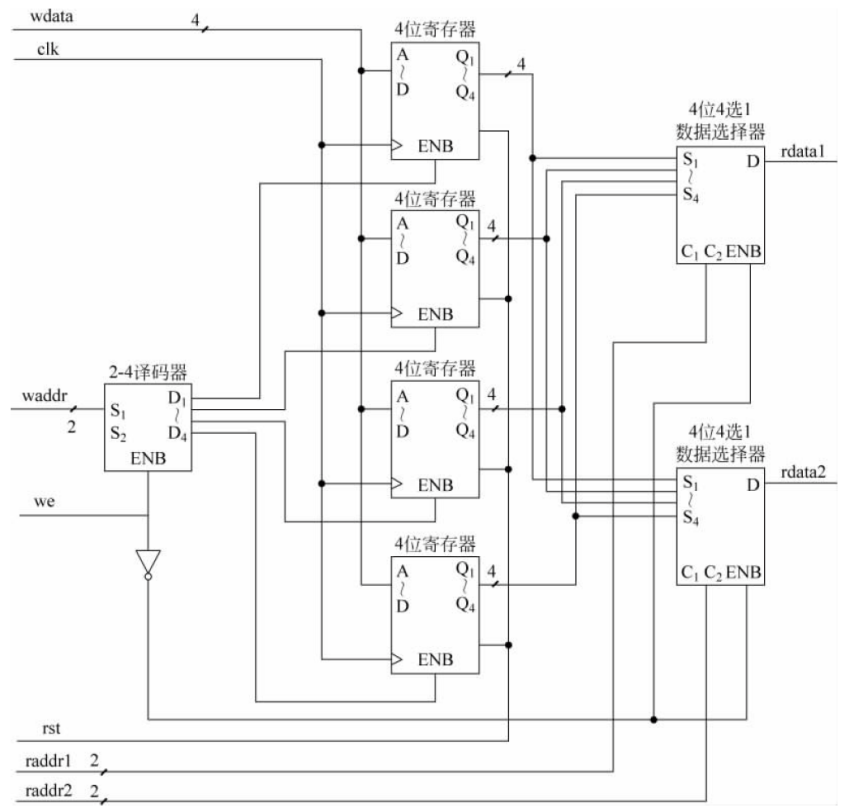 wdata
4
clk
4位寄存器
A
~
D
Q₁
~
Q₄
ENB
4
4位4选1
数据选择器
S₁
~
S₄
D
C₁ C₂ ENB
rdata1
4位寄存器
A
~
D
Q₁
~
Q₄
ENB
4
2-4译码器
waddr
2
S₁
S₂
D₁
~
D₄
ENB
4位寄存器
A
~
D
Q₁
~
Q₄
ENB
4
4位4选1
数据选择器
S₁
~
S₄
D
C₁ C₂ ENB
rdata2
we
4位寄存器
A
~
D
Q₁
~
Q₄
ENB
4
rst
raddr1 2
raddr2 2